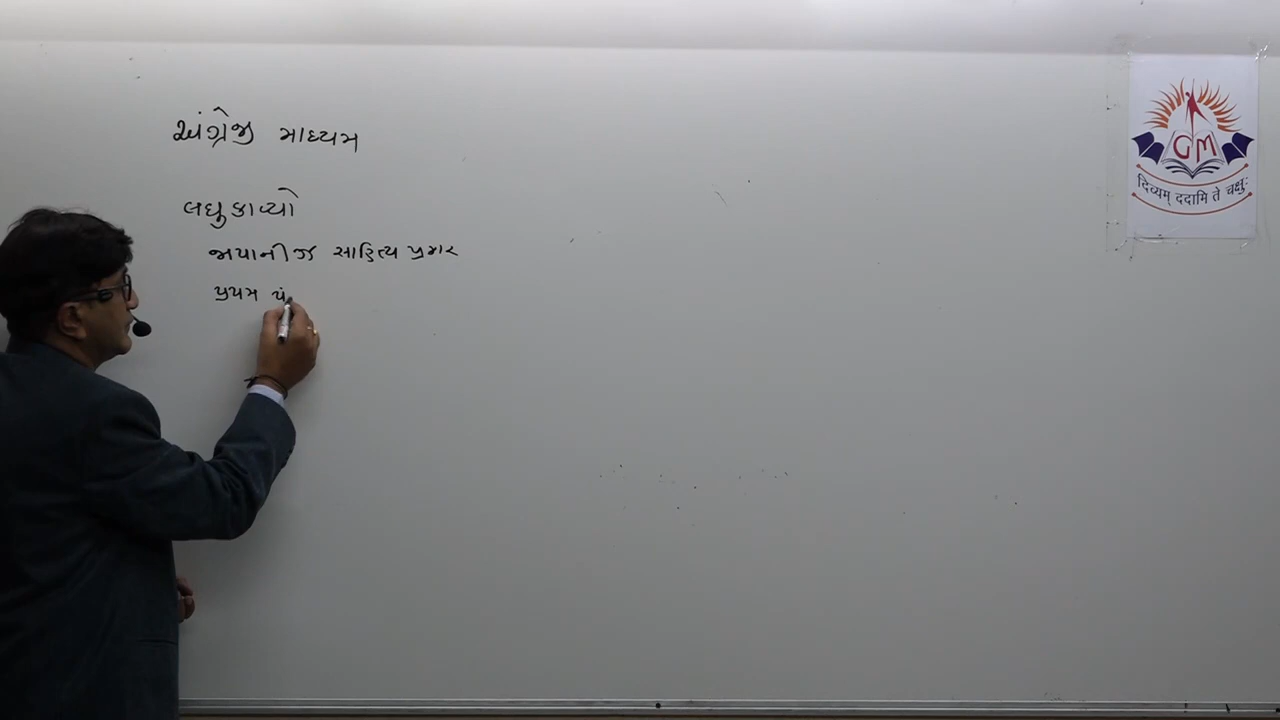 અંગ્રેજી માધ્યમ
લઘુકાવ્યો
જાપાનીઝ સાહિત્ય પ્રકાર
પ્રથમ પં
GM
दिव्यम् ददामि ते चक्षुः